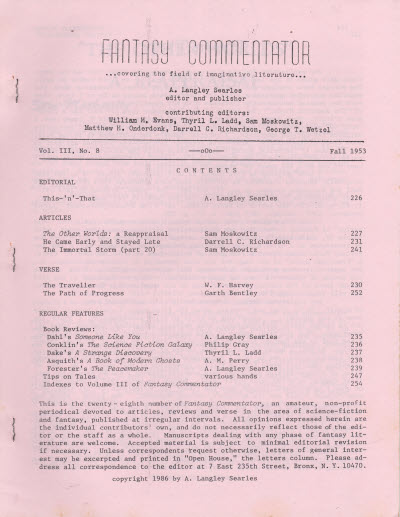 FANTASY COMMENTATOR
...covering the field of imaginative literature...
A. Langley Searles
editor and publisher
contributing editors:
William H. Evans, Thyril L. Ladd, Sam Moskowitz,
Matthew H. Onderdonk, Darrell C. Richardson, George T. Wetzel
Vol. III, No. 8 —oOo— Fall 1953
CONTENTS
EDITORIAL
This-'n'-That A. Langley Searles 226
ARTICLES
The Other Worlds: a Reappraisal Sam Moskowitz 227
He Came Early and Stayed Late Darrell C. Richardson 231
The Immortal Storm (part 20) Sam Moskowitz 241
VERSE
The Traveller W. F. Harvey 230
The Path of Progress Garth Bentley 252
REGULAR FEATURES
Book Reviews:
Dahl's Someone Like You A. Langley Searles 235
Conklin's The Science Fiction Galaxy Philip Gray 236
Dake's A Strange Discovery Thyril L. Ladd 237
Asquith's A Book of Modern Ghosts A. M. Perry 238
Forester's The Peacemaker A. Langley Searles 239
Tips on Tales various hands 247
Indexes to Volume III of Fantasy Commentator 254
This is the twenty-eighth number of Fantasy Commentator, an amateur, non-profit
periodical devoted to articles, reviews and verse in the area of science-fiction
and fantasy, published at irregular intervals. All opinions expressed herein are
the individual contributors' own, and do not necessarily reflect those of the edi-
tor or the staff as a whole. Manuscripts dealing with any phase of fantasy lit-
erature are welcome. Accepted material is subject to minimal editorial revision
if necessary. Unless correspondents request otherwise, letters of general inter-
est may be excerpted and printed in "Open House," the letters column. Please ad-
dress all correspondence to the editor at 7 East 235th Street, Bronx, N.Y. 10470.
copyright 1986 by A. Langley Searles